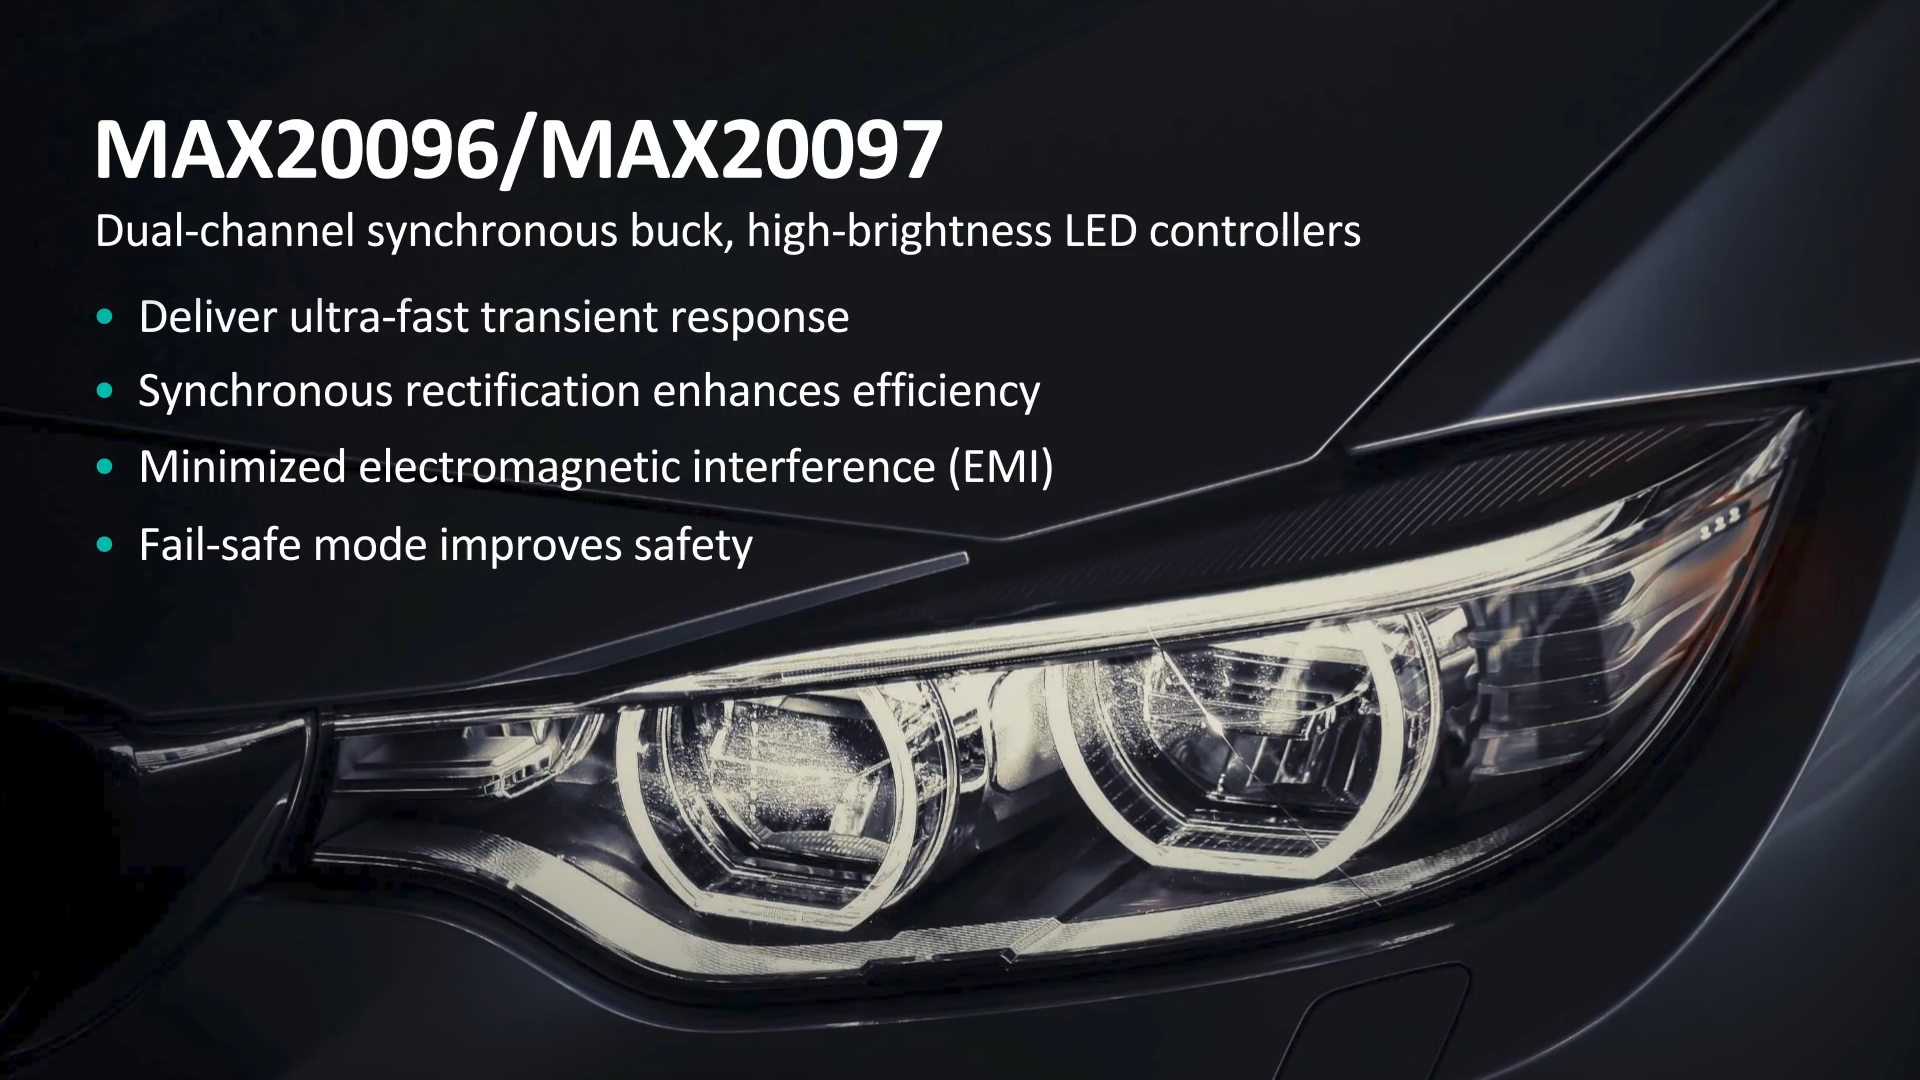 MAX20096/MAX20097
Dual-channel synchronous buck, high-brightness LED controllers
• Deliver ultra-fast transient response
• Synchronous rectification enhances efficiency
• Minimized electromagnetic interference (EMI)
• Fail-safe mode improves safety